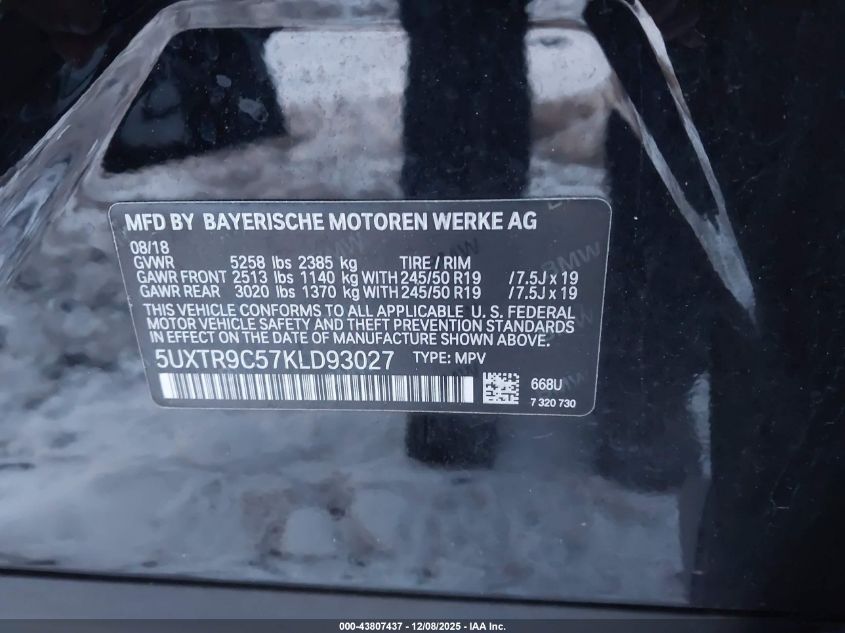 MFD BY BAYERISCHE MOTOREN WERKE AG
08/18
GVWR 5258 lbs 2385 kg TIRE / RIM
GAWR FRONT 2513 lbs 1140 kg WITH 245/50 R19 /7.5J x 19
GAWR REAR 3020 lbs 1370 kg WITH 245/50 R19 /7.5J x 19
THIS VEHICLE CONFORMS TO ALL APPLICABLE U. S. FEDERAL
MOTOR VEHICLE SAFETY AND THEFT PREVENTION STANDARDS
IN EFFECT ON THE DATE OF MANUFACTURE SHOWN ABOVE.
5UXTR9C57KLD93027 TYPE: MPV
668U
7 320 730
000-43807437 - 12/08/2025 - IAA Inc.